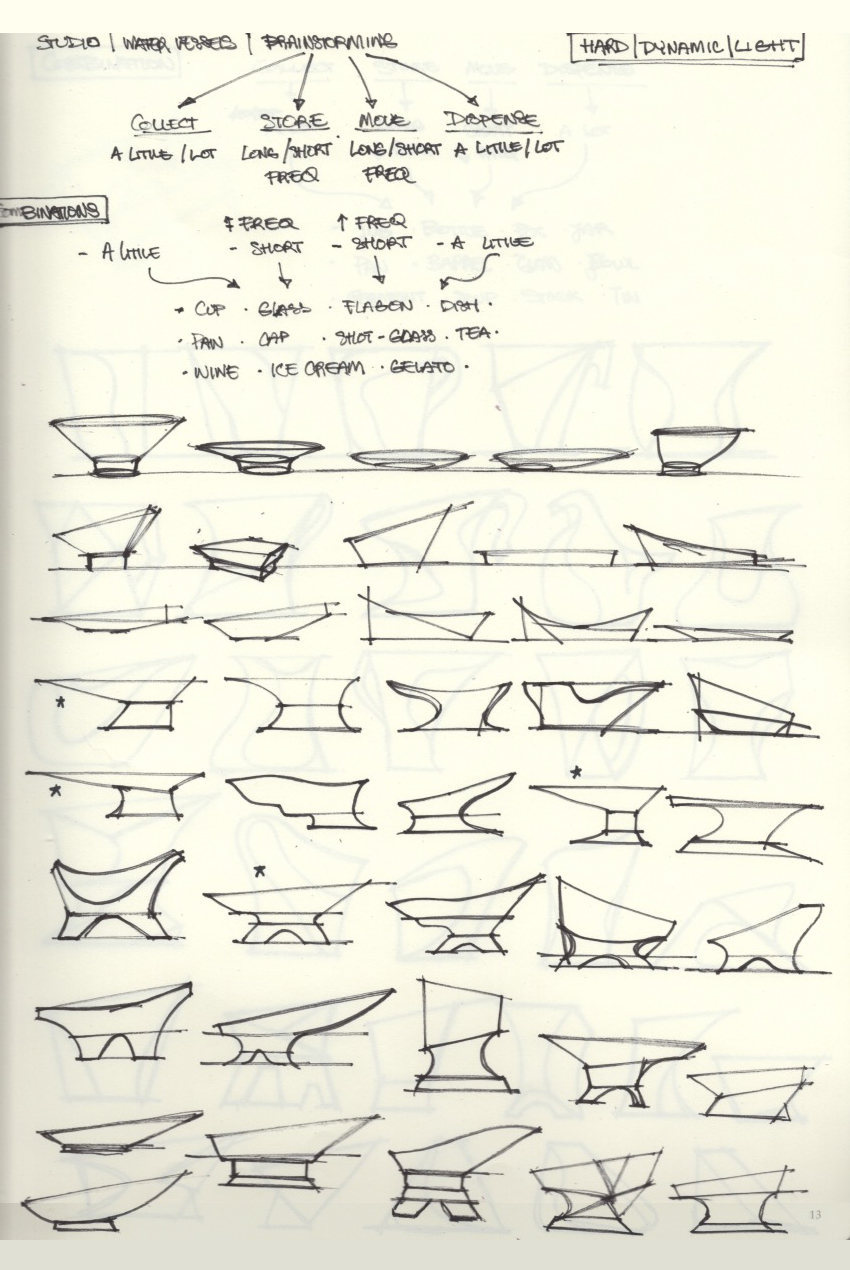 STUDIO | WATER VESSELS | BRAINSTORMING
HARD | DYNAMIC | LIGHT
COLLECT STORE MOVE DISPENSE
A LITTLE / LOT LONG/SHORT LONG/SHORT A LITTLE/LOT
FREQ FREQ
COMBINATIONS
FREQ ↑ FREQ
- A LITTLE - SHORT - SHORT - A LITTLE
· CUP · GLASS · FLAGON · DISH ·
· PAN · CAP · SHOT-GLASS · TEA ·
· WINE · ICE CREAM · GELATO ·
*
*
*
*
13